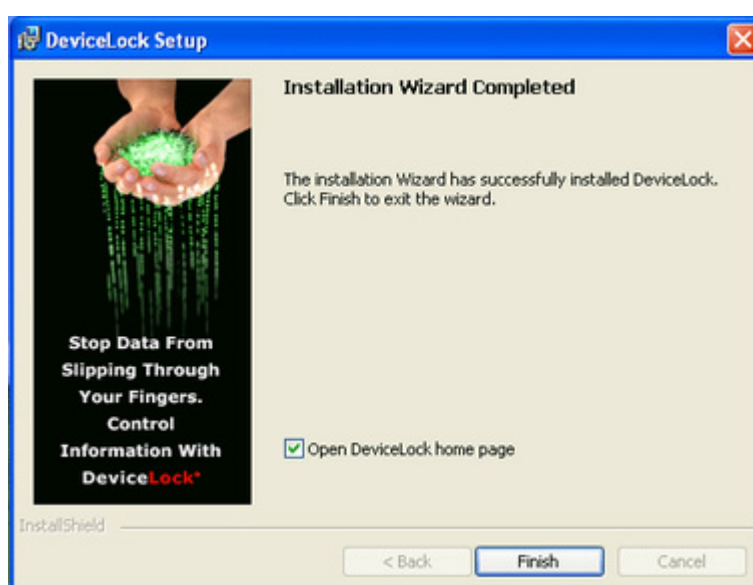 DeviceLock Setup
Installation Wizard Completed
The installation Wizard has successfully installed DeviceLock.
Click Finish to exit the wizard.
Stop Data From
Slipping Through
Your Fingers.
Control
Information With
DeviceLock*
Open DeviceLock home page
InstallShield
< Back
Finish
Cancel